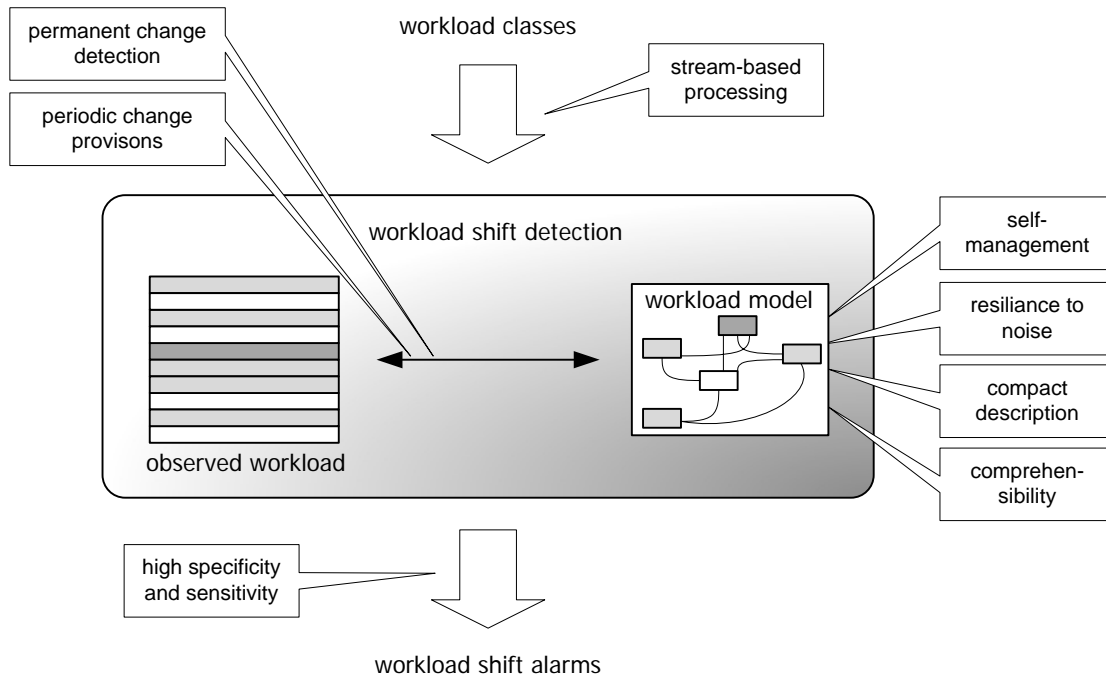 permanent change
detection
workload classes
stream-based
processing
periodic change
provisons
workload shift detection
self-
management
workload model
resiliance to
noise
compact
description
observed workload
comprehen-
sibility
high specificity
and sensitivity
workload shift alarms